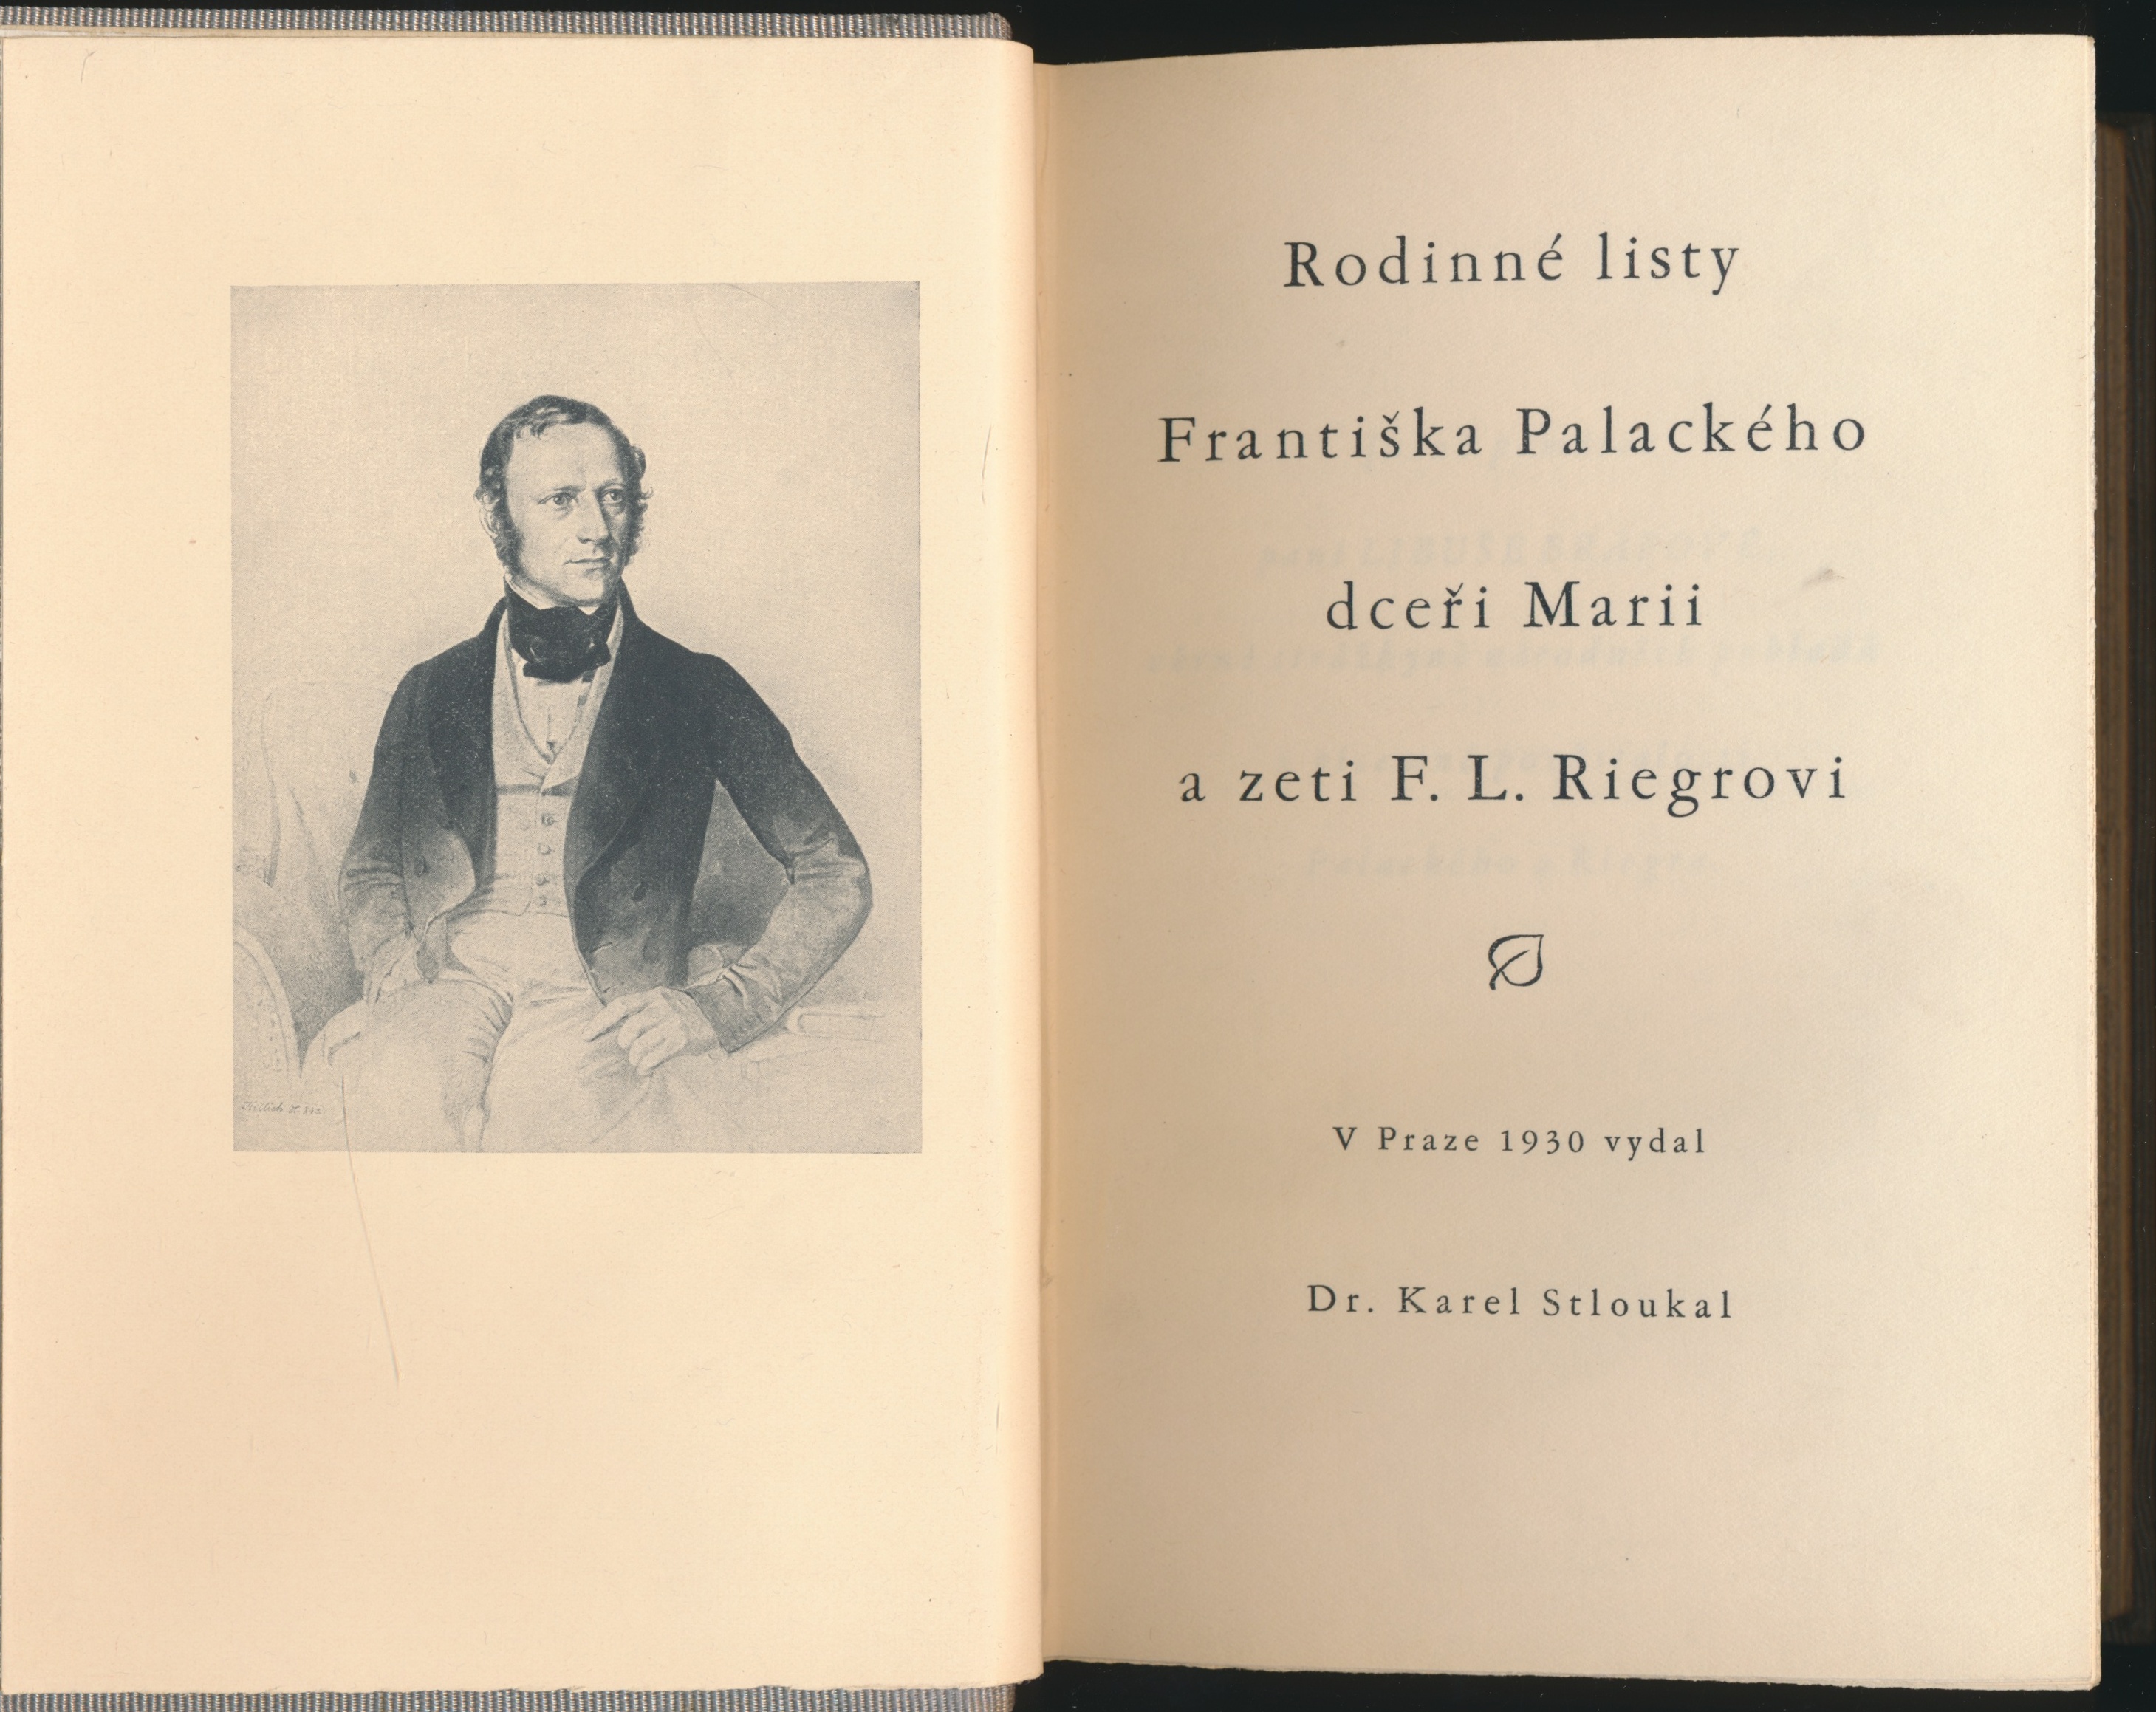 Rodinné listy
Františka Palackého
dceři Marii
a zeti F. L. Riegrovi
V Praze 1930 vydal
Dr. Karel Stloukal